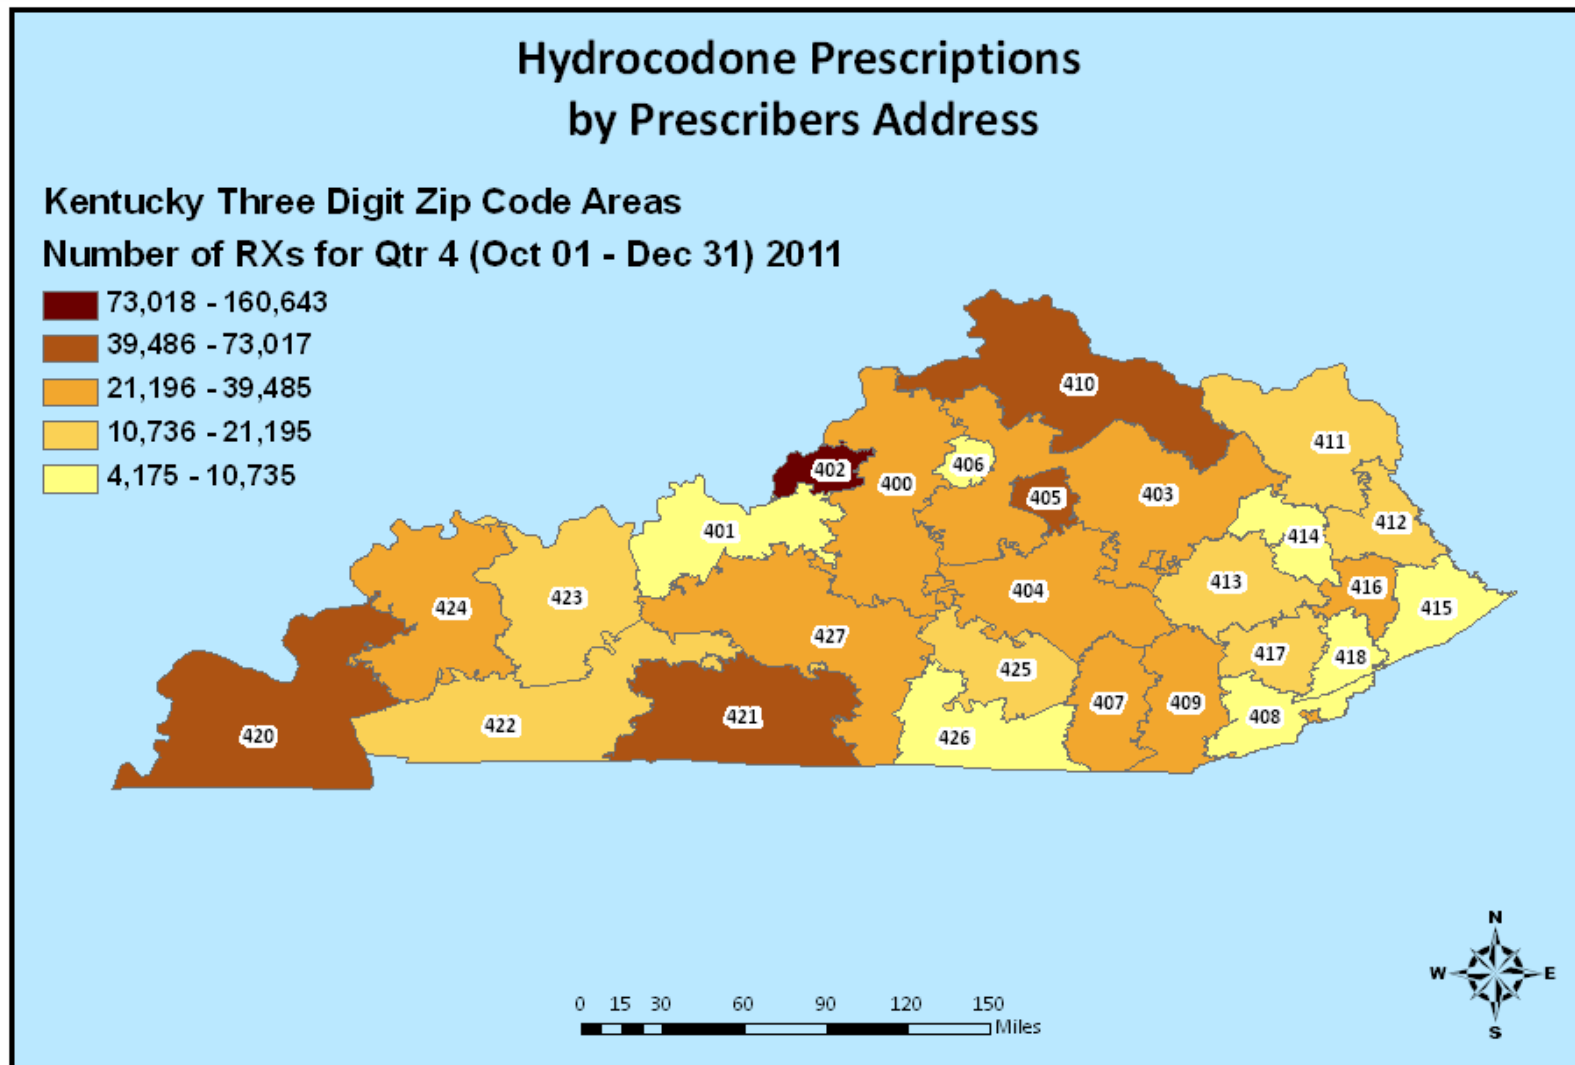 Hydrocodone Prescriptions
by Prescribers Address
Kentucky Three Digit Zip Code Areas
Number of RXs for Qtr 4 (Oct 01 - Dec 31) 2011
73,018 - 160,643
39,486 - 73,017
21,196 - 39,485
10,736 - 21,195
4,175 - 10,735
410
411
402
406
400
405
403
401
412
414
413
416
404
424
423
415
427
417
418
425
407
409
408
421
422
420
426
N
W E
S
0 15 30 60 90 120 150
Miles